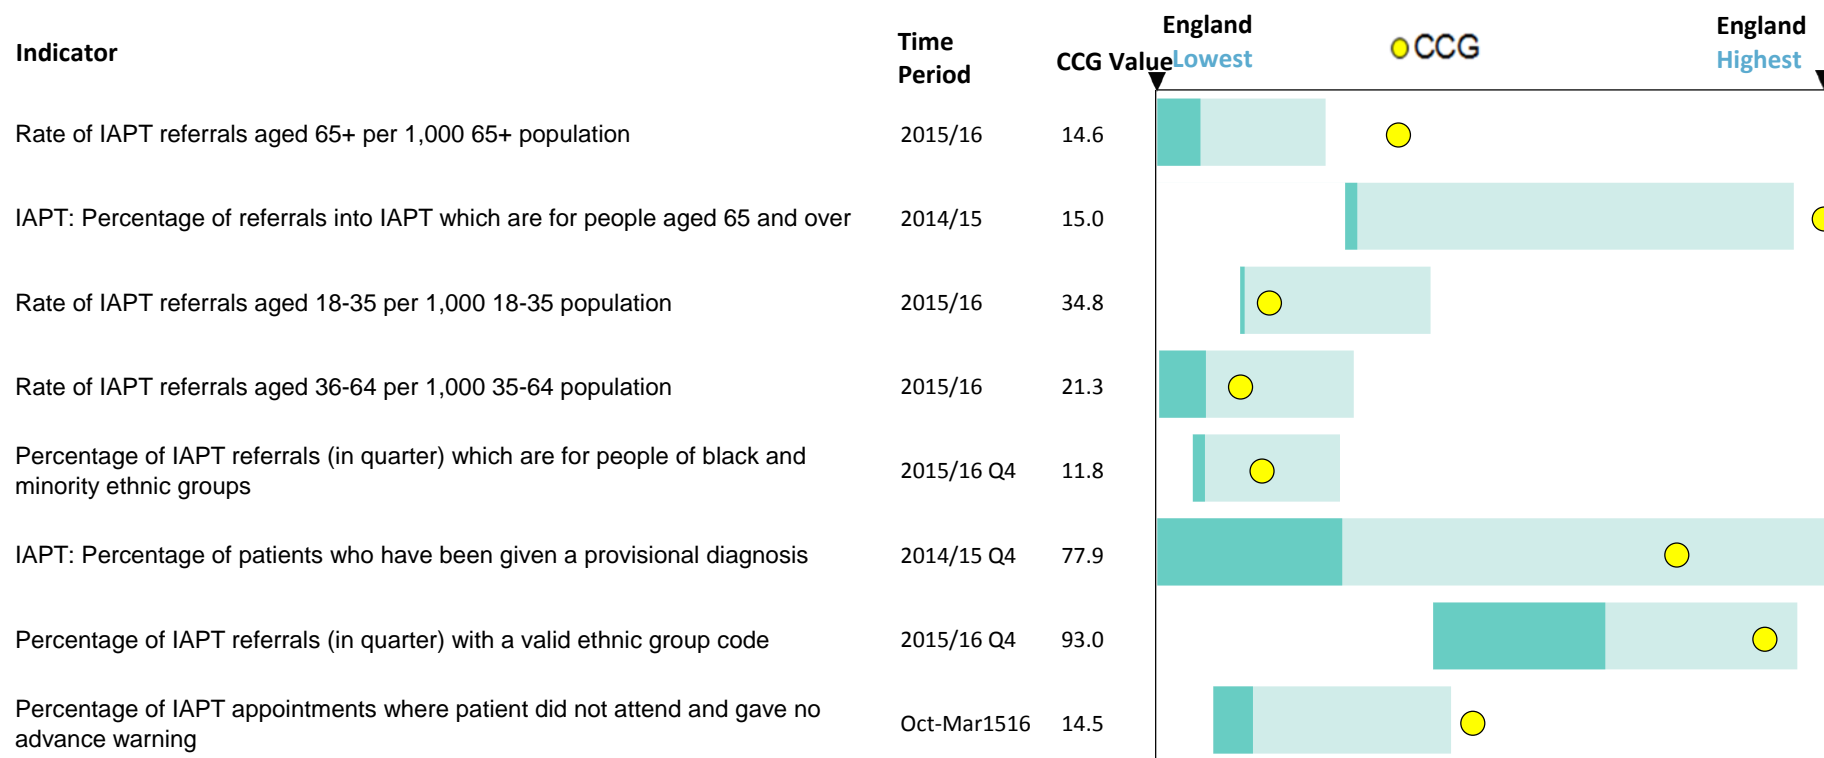 Indicator
Time
Period
CCG Value
England
Lowest
CCG
England
Highest
Rate of IAPT referrals aged 65+ per 1,000 65+ population 2015/16 14.6
IAPT: Percentage of referrals into IAPT which are for people aged 65 and over 2014/15 15.0
Rate of IAPT referrals aged 18-35 per 1,000 18-35 population 2015/16 34.8
Rate of IAPT referrals aged 36-64 per 1,000 35-64 population 2015/16 21.3
Percentage of IAPT referrals (in quarter) which are for people of black and
minority ethnic groups 2015/16 Q4 11.8
IAPT: Percentage of patients who have been given a provisional diagnosis 2014/15 Q4 77.9
Percentage of IAPT referrals (in quarter) with a valid ethnic group code 2015/16 Q4 93.0
Percentage of IAPT appointments where patient did not attend and gave no
advance warning Oct-Mar1516 14.5